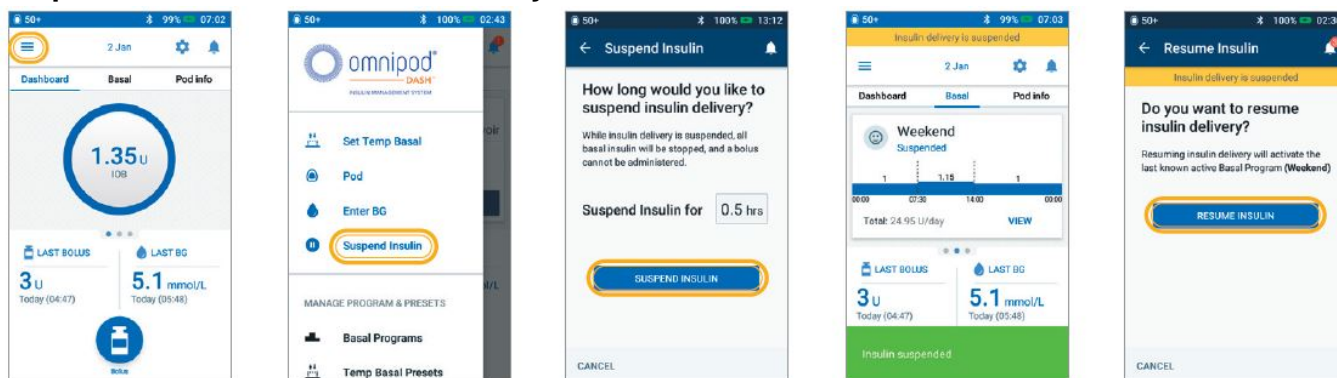 50+ 99% 07:02
2 Jan
Dashboard Basal Pod info
1.35 U
IOB
LAST BOLUS LAST BG
3 U 5.1 mmol/L
Today (04:47) Today (05:48)
Bolus
50+ 100% 02:43
omnipod®
DASH™
INSULIN MANAGEMENT SYSTEM
Set Temp Basal
Pod
Enter BG
Suspend Insulin
MANAGE PROGRAM & PRESETS
Basal Programs
Temp Basal Presets
50+ 100% 13:12
Suspend Insulin
How long would you like to
suspend insulin delivery?
While insulin delivery is suspended, all
basal insulin will be stopped, and a bolus
cannot be administered.
Suspend Insulin for 0.5 hrs
SUSPEND INSULIN
CANCEL
50+ 99% 07:03
Insulin delivery is suspended
2 Jan
Dashboard Basal Pod info
Weekend
Suspended
1 1.15 1
00:00 07:30 14:00 00:00
Total: 24.95 U/day VIEW
LAST BOLUS LAST BG
3 U 5.1 mmol/L
Today (04:47) Today (05:48)
Insulin suspended
50+ 100%
Resume Insulin
Insulin delivery is suspended
Do you want to resume
insulin delivery?
Resuming insulin delivery will activate the
last known active Basal Program (Weekend)
RESUME INSULIN
CANCEL